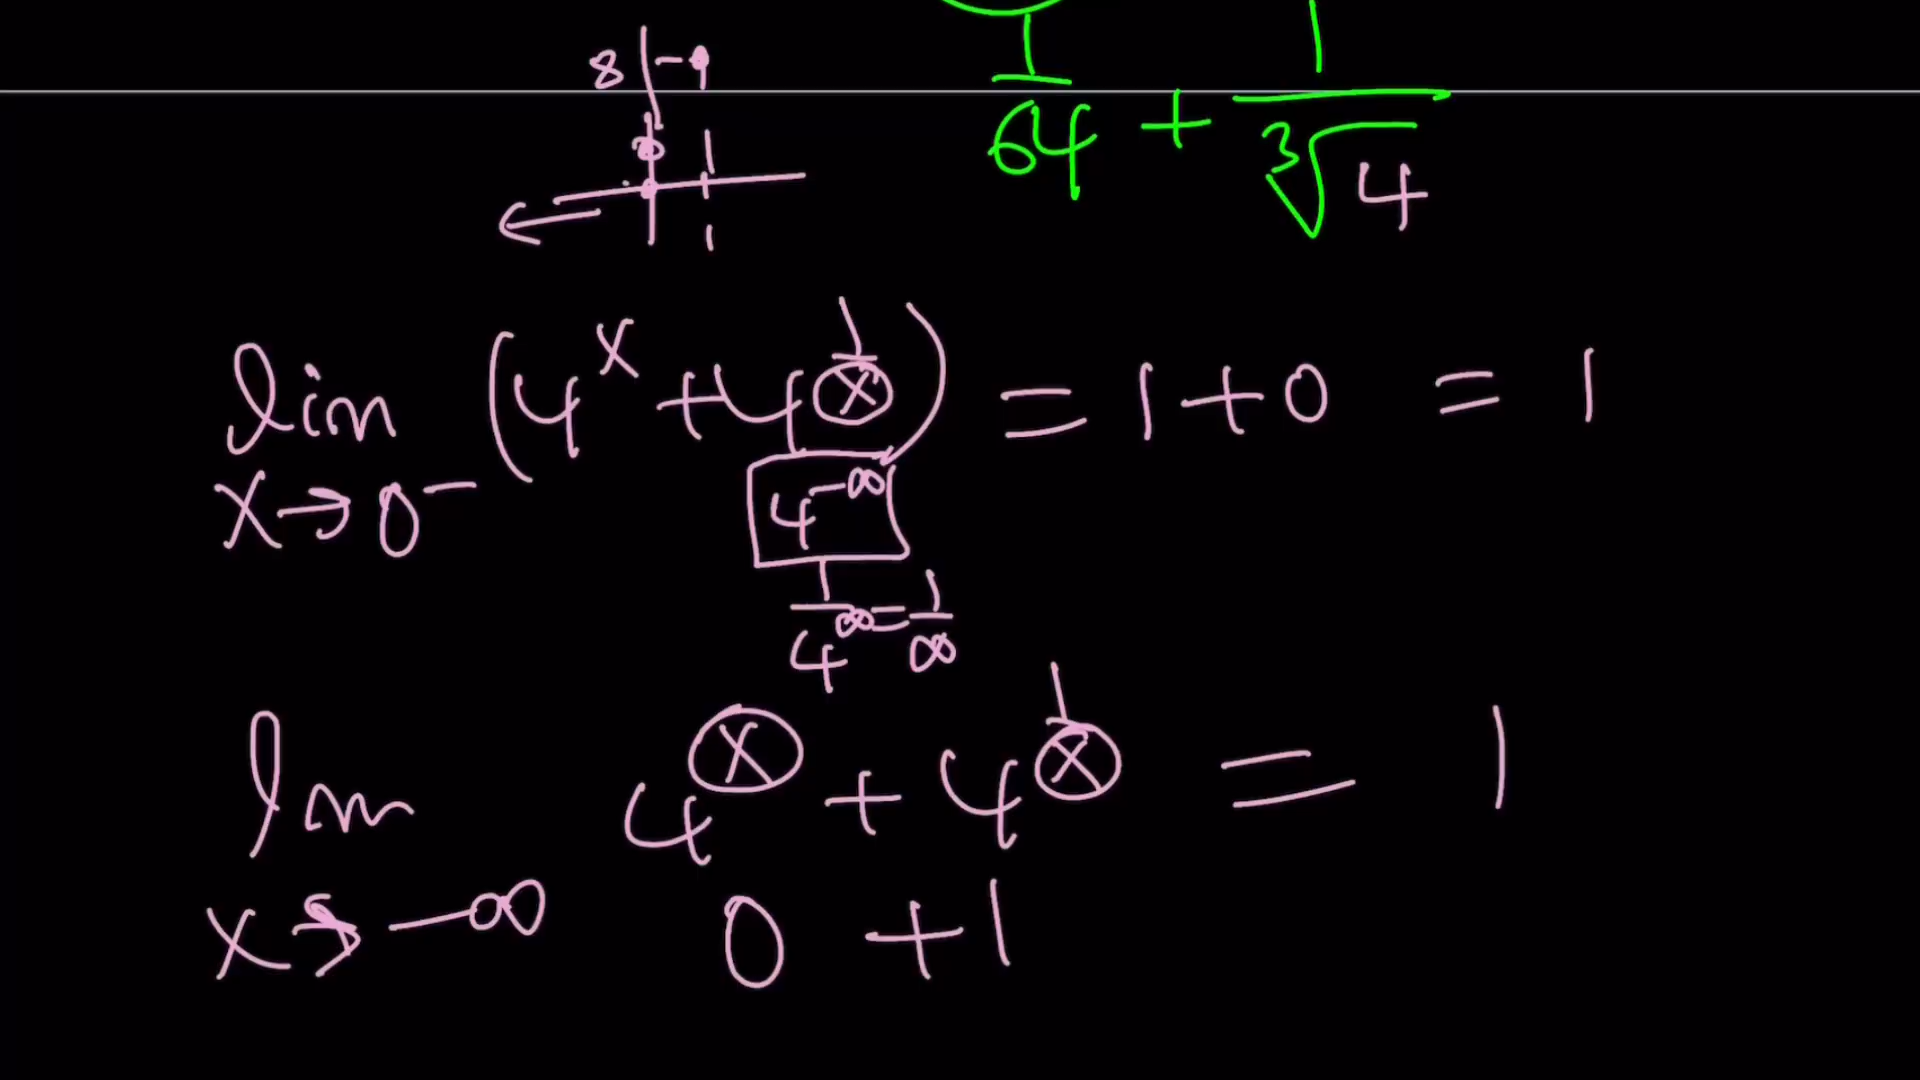 8
1/64 + 1/∛4
1
lim (4^x + 4^(1/x)) = 1 + 0 = 1
x→0⁻
4^(-∞)
1/4^∞ = 1/∞
lim 4^x + 4^(1/x) = 1
x→-∞ 0 + 1